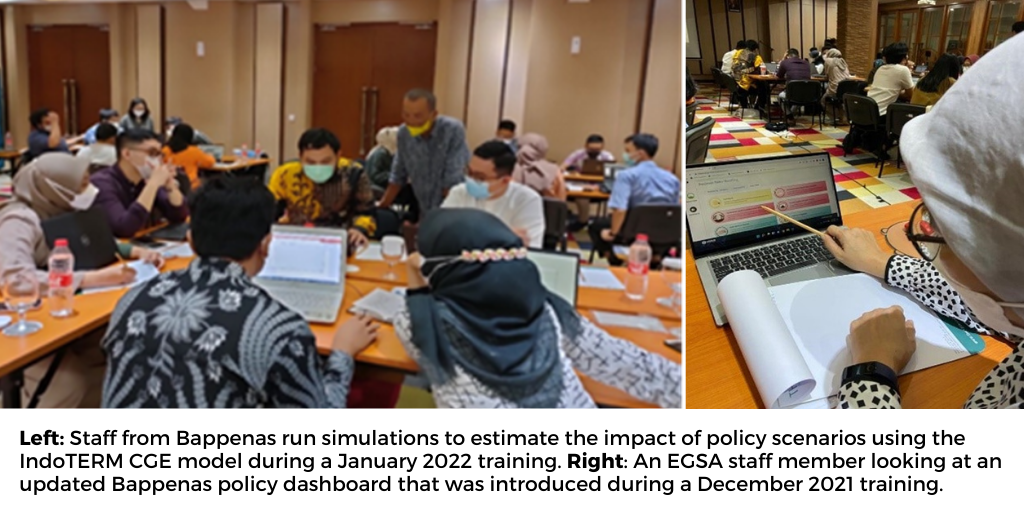 Left: Staff from Bappenas run simulations to estimate the impact of policy scenarios using the
IndoTERM CGE model during a January 2022 training. Right: An EGSA staff member looking at an
updated Bappenas policy dashboard that was introduced during a December 2021 training.